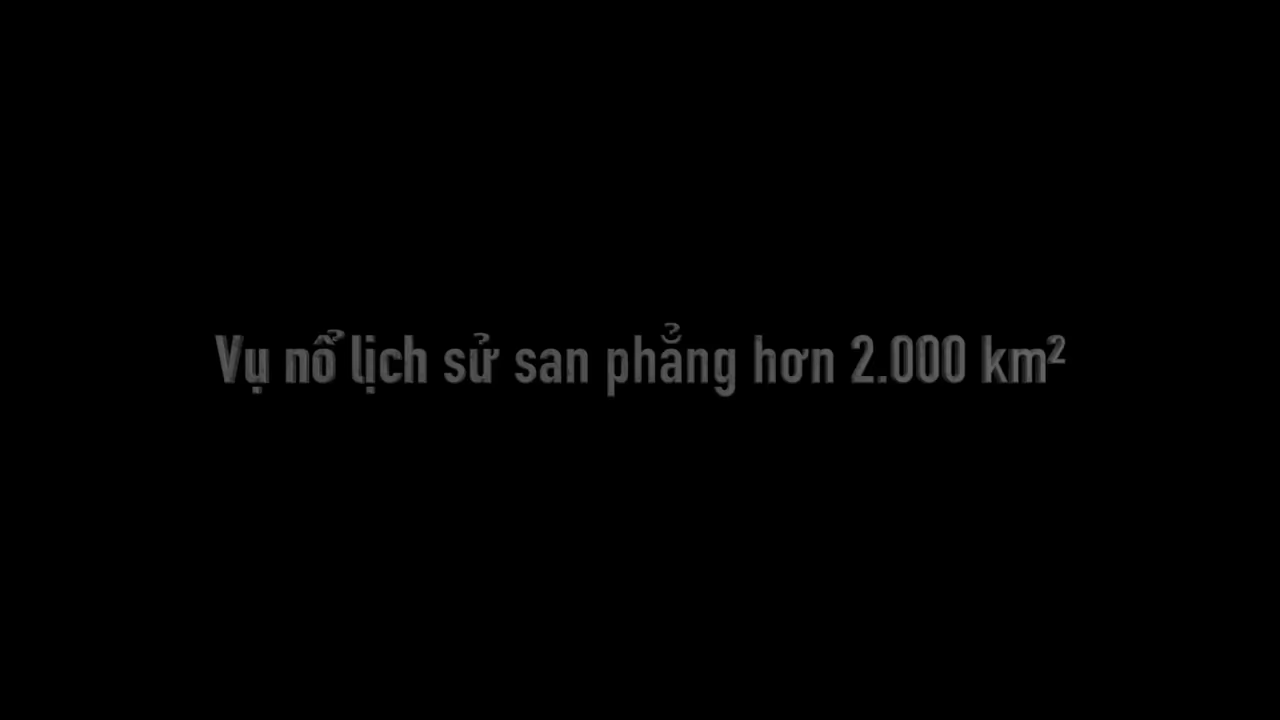 Vụ nổ lịch sử san phẳng hơn 2.000 km²